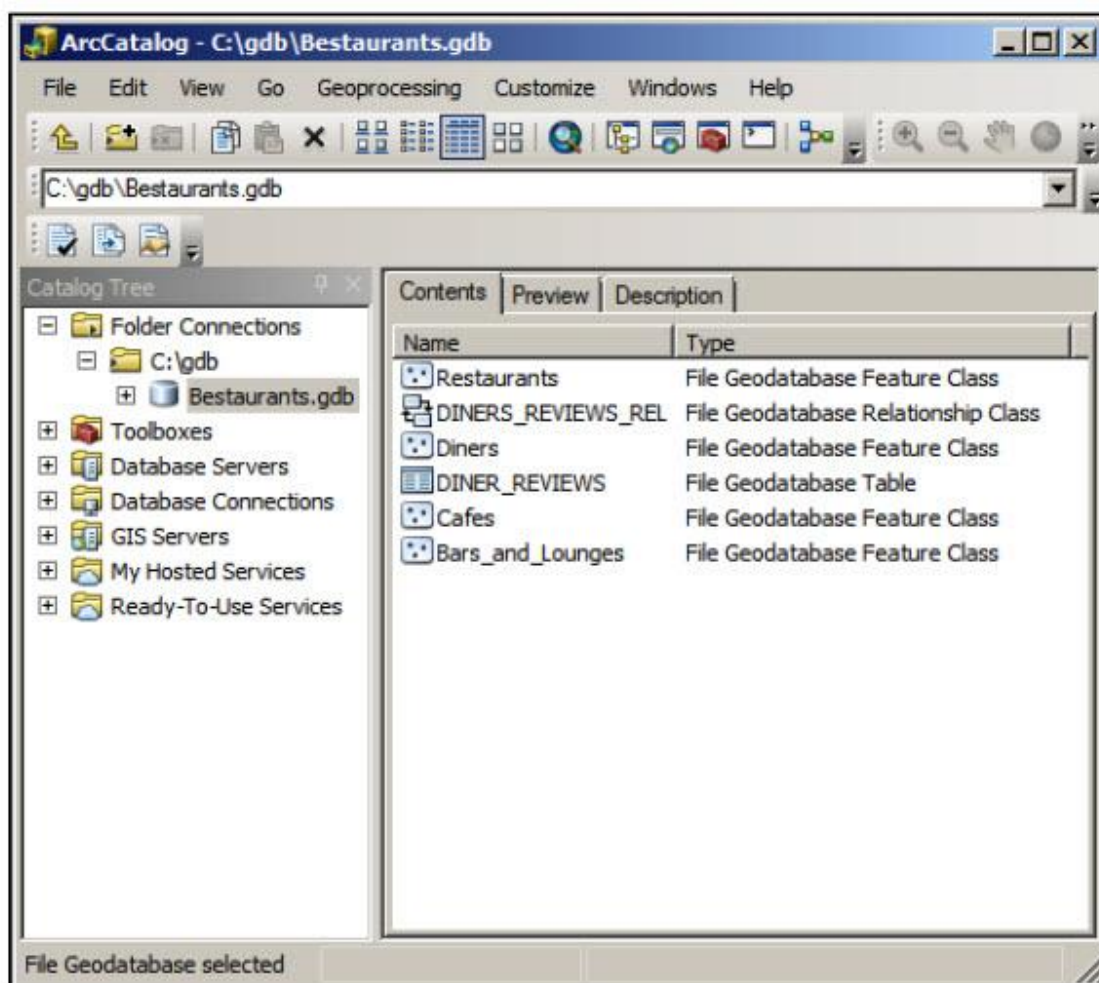 ArcCatalog - C:\gdb\Bestaurants.gdb
File Edit View Go Geoprocessing Customize Windows Help
C:\gdb\Bestaurants.gdb
Catalog Tree
Folder Connections
C:\gdb
Bestaurants.gdb
Toolboxes
Database Servers
Database Connections
GIS Servers
My Hosted Services
Ready-To-Use Services
Contents Preview Description
Name Type
Restaurants File Geodatabase Feature Class
DINERS_REVIEWS_REL File Geodatabase Relationship Class
Diners File Geodatabase Feature Class
DINER_REVIEWS File Geodatabase Table
Cafes File Geodatabase Feature Class
Bars_and_Lounges File Geodatabase Feature Class
File Geodatabase selected